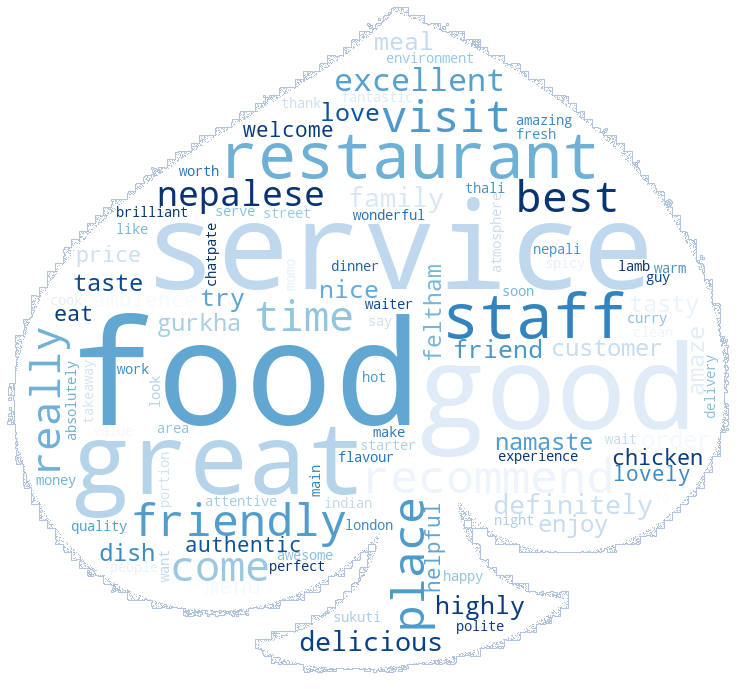 meal
environment
excellent
thank
fantastic
love
visit
amazing
welcome
fresh
restaurant
worth
thali
nepalese
family
best
brilliant
serve
street
wonderful
atmosphere
like
service
chatpate
price
nepali
momo
spicy
dinner
lamb
warm
guy
taste
nice
feltham
cook
ambience
try
waiter
soon
tasty
eat
gurkha
time
say
staff
curry
clean
food
friend
customer
really
good
amaze
delivery
absolutely
takeaway
work
look
hot
value
area
make
great
starter
namaste
wait
order
flavour
experience
chicken
main
recommend
lovely
money
portion
attentive
indian
definitely
quality
friendly
london
place
helpful
night
enjoy
dish
authentic
awesome
people
want
come
perfect
happy
menu
highly
sukuti
polite
delicious